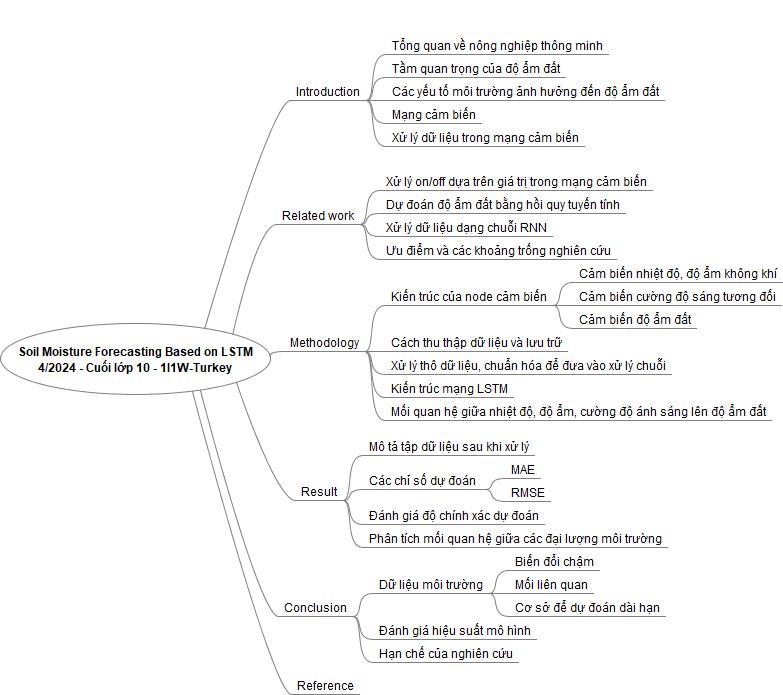 Soil Moisture Forecasting Based on LSTM
4/2024 - Cuối lớp 10 - 1I1W-Turkey
Introduction
Tổng quan về nông nghiệp thông minh
Tầm quan trọng của độ ẩm đất
Các yếu tố môi trường ảnh hưởng đến độ ẩm đất
Mạng cảm biến
Xử lý dữ liệu trong mạng cảm biến
Related work
Xử lý on/off dựa trên giá trị trong mạng cảm biến
Dự đoán độ ẩm đất bằng hồi quy tuyến tính
Xử lý dữ liệu dạng chuỗi RNN
Ưu điểm và các khoảng trống nghiên cứu
Methodology
Kiến trúc của node cảm biến
Cảm biến nhiệt độ, độ ẩm không khí
Cảm biến cường độ sáng tương đối
Cảm biến độ ẩm đất
Cách thu thập dữ liệu và lưu trữ
Xử lý thô dữ liệu, chuẩn hóa để đưa vào xử lý chuỗi
Kiến trúc mạng LSTM
Mối quan hệ giữa nhiệt độ, độ ẩm, cường độ ánh sáng lên độ ẩm đất
Result
Mô tả tập dữ liệu sau khi xử lý
Các chỉ số dự đoán
MAE
RMSE
Đánh giá độ chính xác dự đoán
Phân tích mối quan hệ giữa các đại lượng môi trường
Conclusion
Dữ liệu môi trường
Biến đổi chậm
Mối liên quan
Cơ sở để dự đoán dài hạn
Đánh giá hiệu suất mô hình
Hạn chế của nghiên cứu
Reference